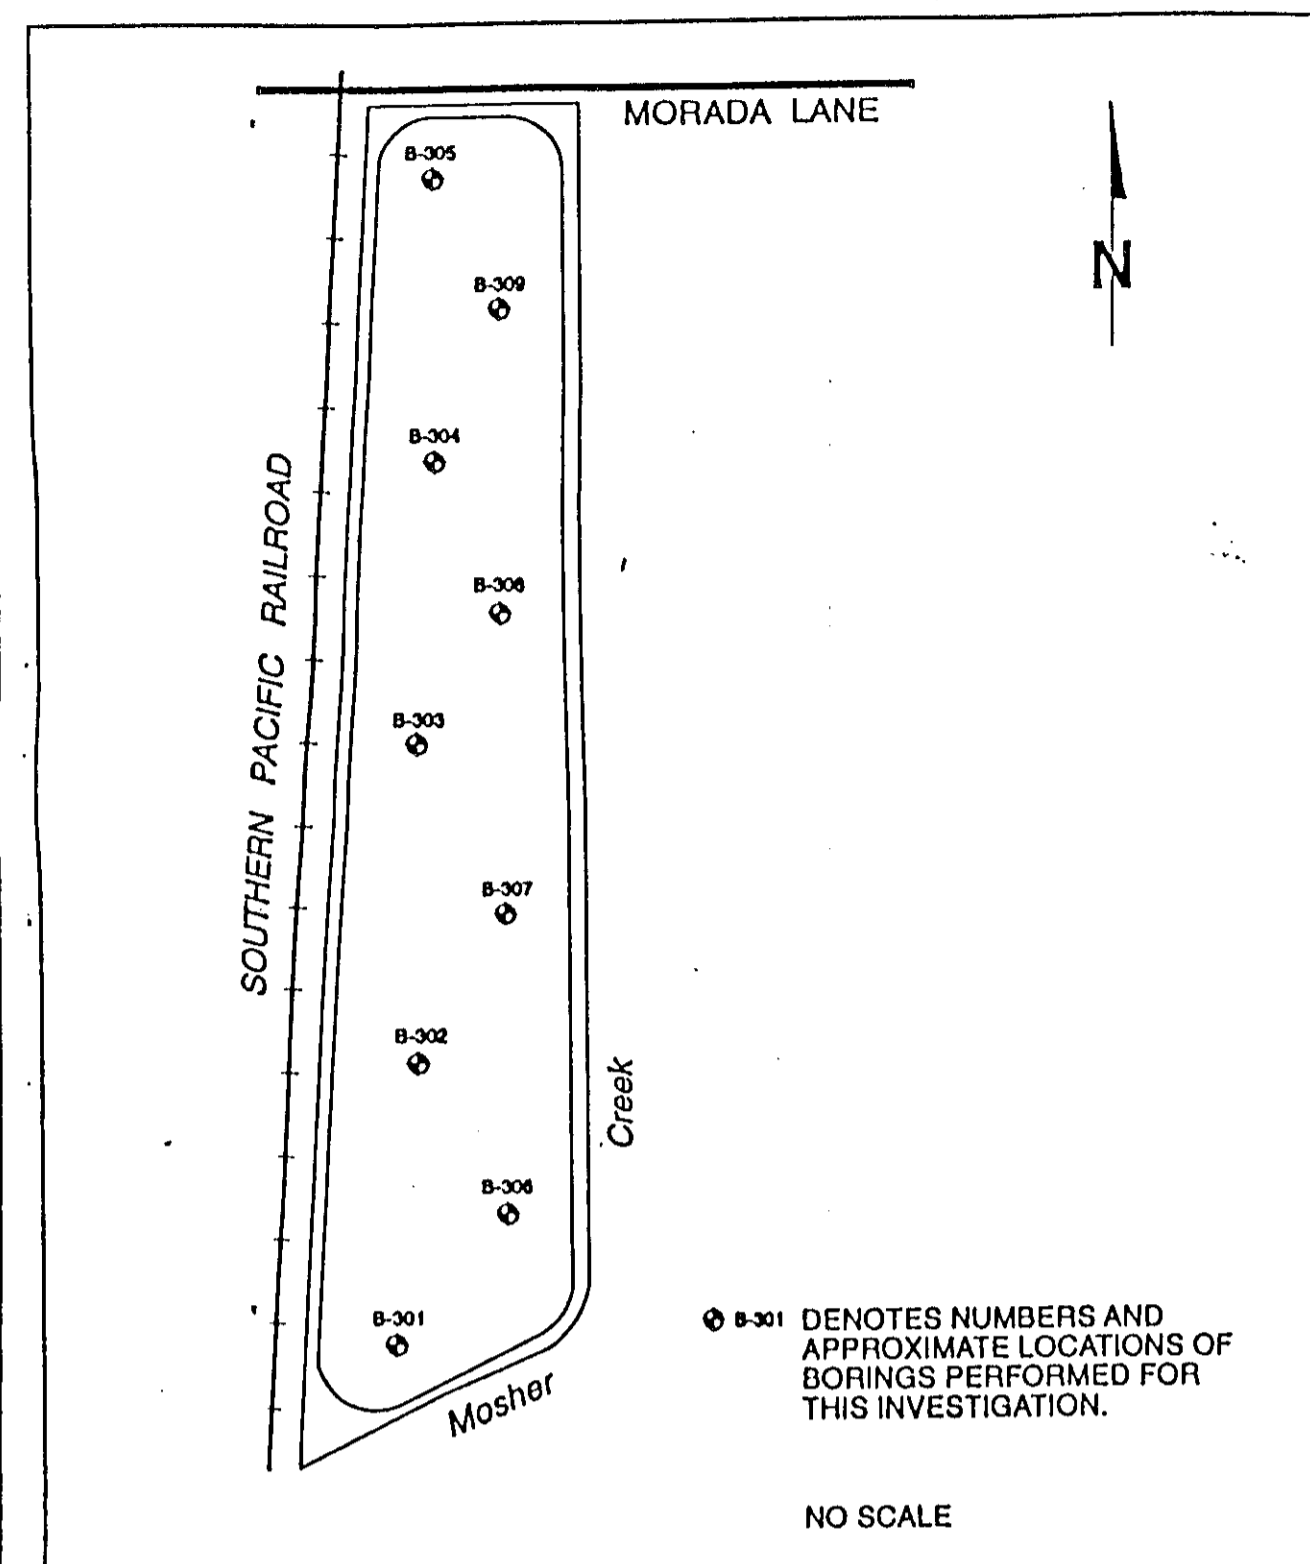 MORADA LANE
B-305
N
B-309
B-304
SOUTHERN PACIFIC RAILROAD
B-308
B-303
B-307
B-302
Creek
B-306
B-301
Mosher
B-301 DENOTES NUMBERS AND
APPROXIMATE LOCATIONS OF
BORINGS PERFORMED FOR
THIS INVESTIGATION.
NO SCALE